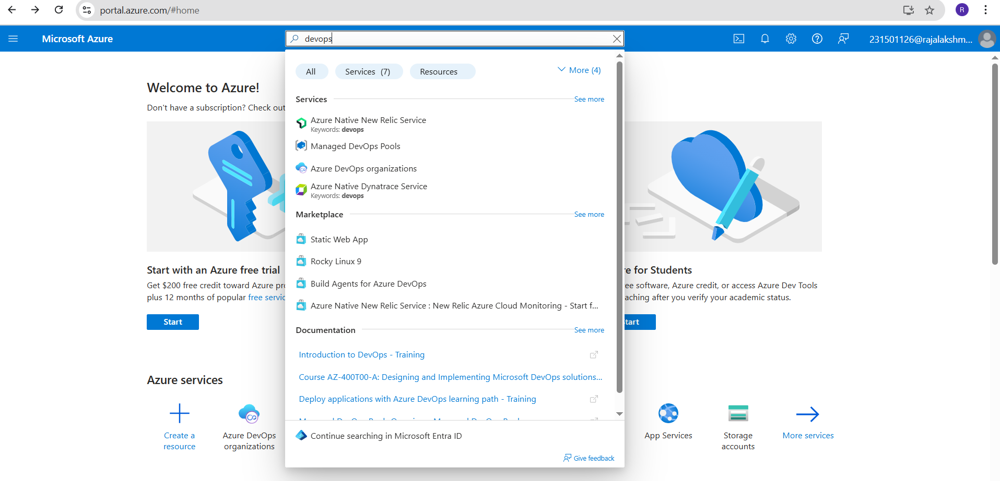 portal.azure.com/#home
R
Microsoft Azure
devops
231501126@rajalakshm...
All
Services (7)
Resources
More (4)
Welcome to Azure!
Don't have a subscription? Check out
Services
See more
Azure Native New Relic Service
Keywords: devops
Managed DevOps Pools
Azure DevOps organizations
Azure Native Dynatrace Service
Keywords: devops
Marketplace
See more
Static Web App
Rocky Linux 9
Build Agents for Azure DevOps
Azure Native New Relic Service : New Relic Azure Cloud Monitoring - Start f...
Documentation
See more
Introduction to DevOps - Training
Course AZ-400T00-A: Designing and Implementing Microsoft DevOps solutions...
Deploy applications with Azure DevOps learning path - Training
Continue searching in Microsoft Entra ID
Give feedback
Start with an Azure free trial
Get $200 free credit toward Azure pro
plus 12 months of popular free servic
Start
re for Students
ee software, Azure credit, or access Azure Dev Tools
aching after you verify your academic status.
tart
Azure services
Create a
resource
Azure DevOps
organizations
App Services
Storage
accounts
More services